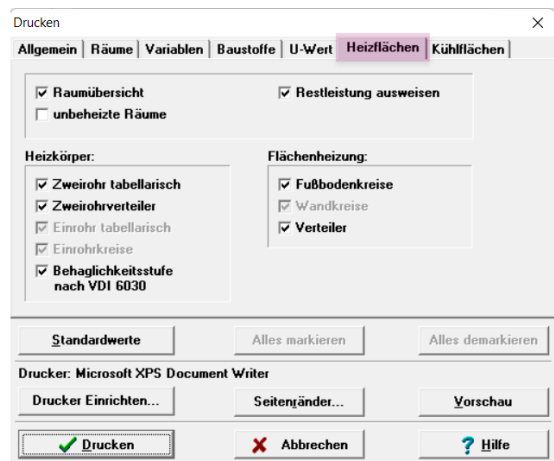 Drucken
Allgemein Räume Variablen Baustoffe U-Wert Heizflächen Kühlflächen
Raumübersicht
Restleistung ausweisen
unbeheizte Räume
Heizkörper:
Zweirohr tabellarisch
Zweirohrverteiler
Einrohr tabellarisch
Einrohrkreise
Behaglichkeitsstufe
nach VDI 6030
Flächenheizung:
Fußbodenkreise
Wandkreise
Verteiler
Standardwerte
Alles markieren
Alles demarkieren
Drucker: Microsoft XPS Document Writer
Drucker Einrichten...
Seitenränder...
Vorschau
Drucken
Abbrechen
Hilfe